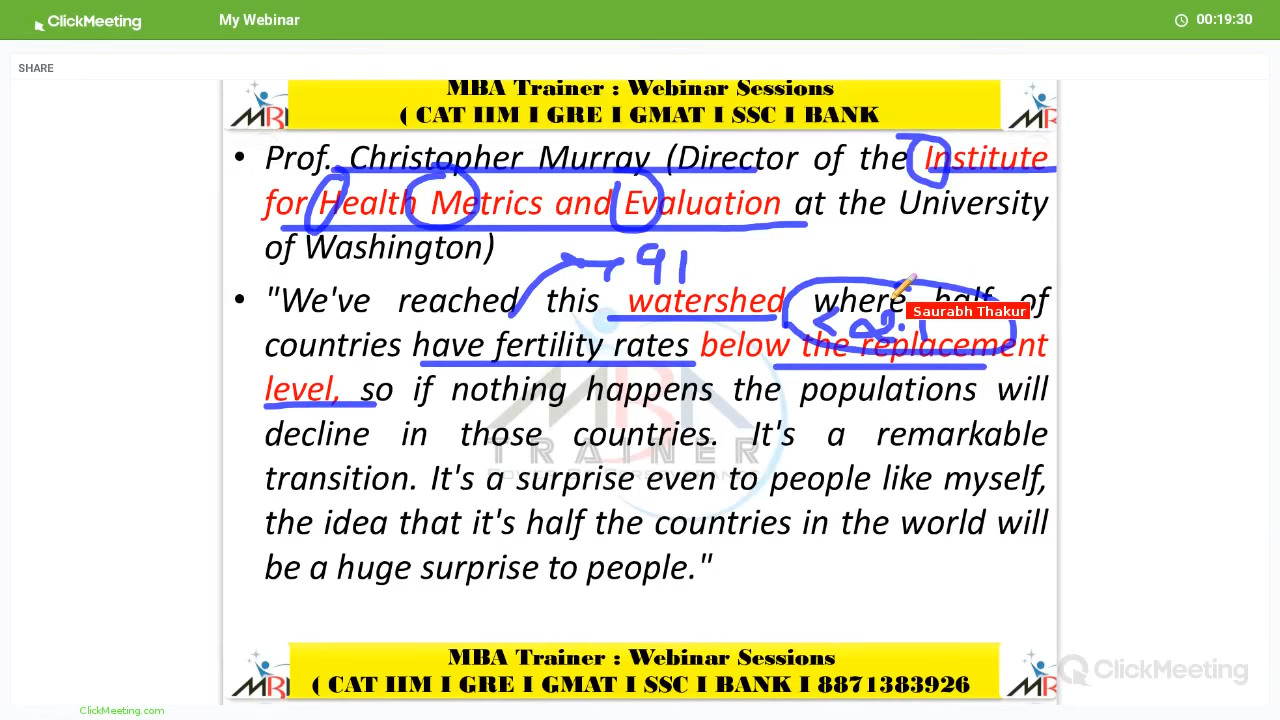 ClickMeeting
My Webinar
00:19:30
SHARE
MBA Trainer : Webinar Sessions
( CAT IIM I GRE I GMAT I SSC I BANK
• Prof. Christopher Murray (Director of the Institute
for Health Metrics and Evaluation at the University
of Washington)
91
• "We've reached this watershed where half of
Saurabh Thakur
< 2.1
countries have fertility rates below the replacement
level, so if nothing happens the populations will
decline in those countries. It's a remarkable
transition. It's a surprise even to people like myself,
the idea that it's half the countries in the world will
be a huge surprise to people."
TRAINER
MBA Trainer : Webinar Sessions
( CAT IIM I GRE I GMAT I SSC I BANK I 8871383926
ClickMeeting
ClickMeeting.com